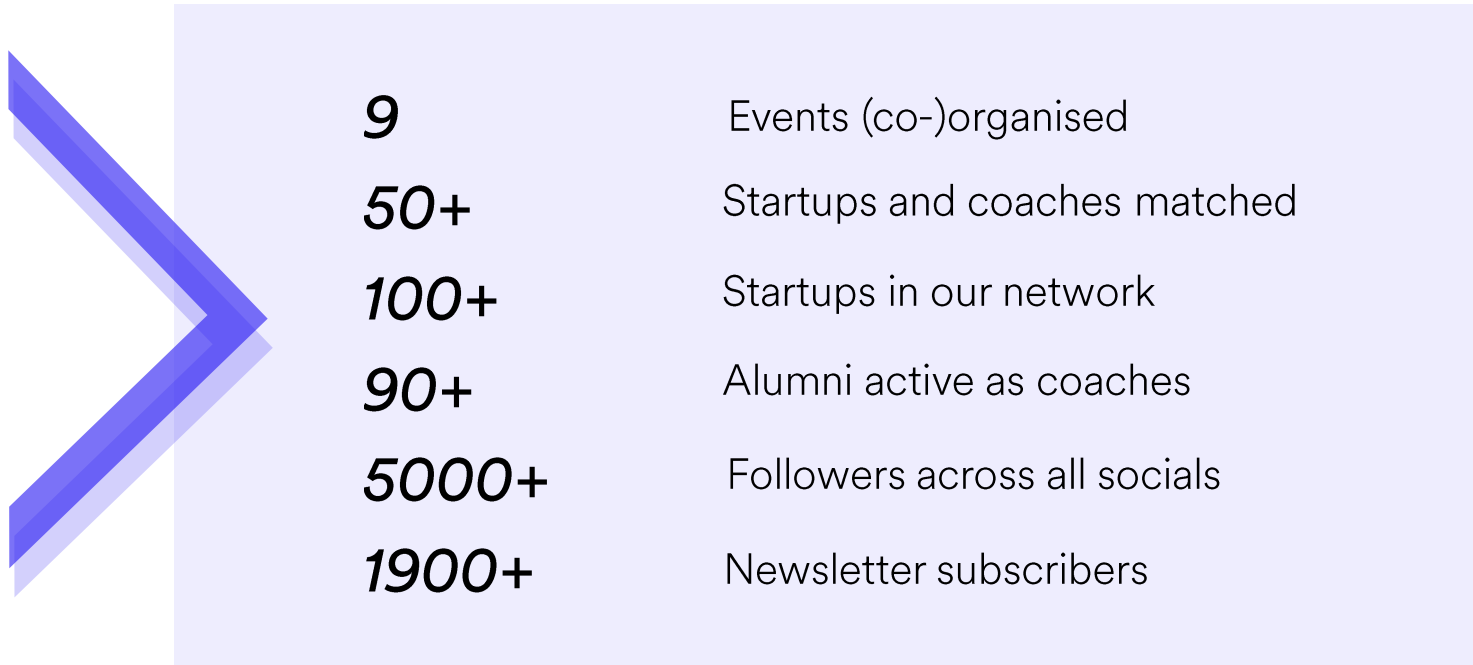 9 Events (co-)organised
50+ Startups and coaches matched
100+ Startups in our network
90+ Alumni active as coaches
5000+ Followers across all socials
1900+ Newsletter subscribers